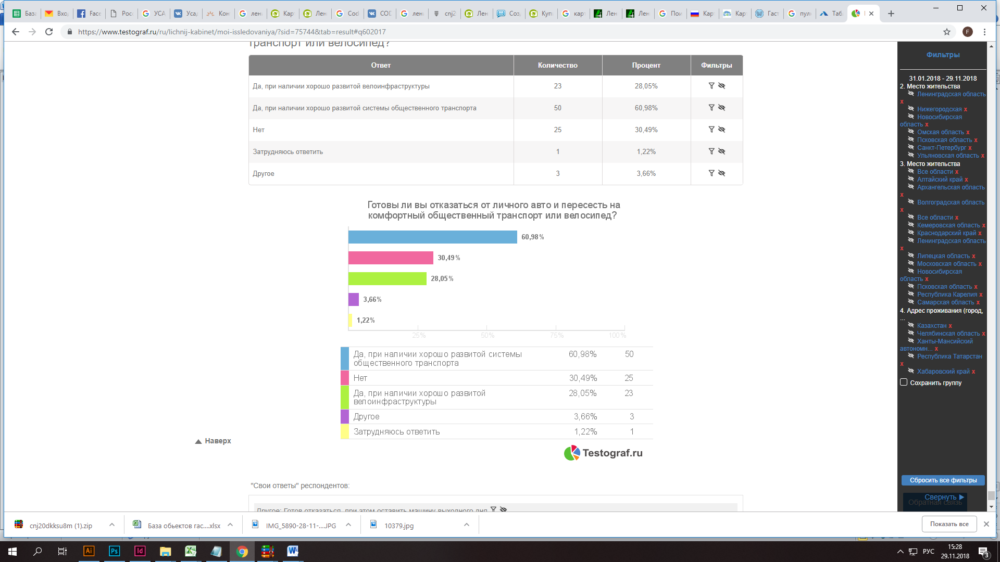 База
Вход
Face
Рос
УСА
Усад
Кон
лен
Кар
Лен
Cod
COD
лен
cnj2
Лен
Соз
Куп
кар
Лен
Лен
Пои
Кар
Кар
Гаст
пул
Таб
https://www.testograf.ru/ru/lichnij-kabinet/moi-issledovaniya/?sid=75744&tab=result#q602017
F
транспорт или велосипед?
Ответ Количество Процент Фильтры
Да, при наличии хорошо развитой велоинфраструктуры 23 28,05%
Да, при наличии хорошо развитой системы общественного транспорта 50 60,98%
Нет 25 30,49%
Затрудняюсь ответить 1 1,22%
Другое 3 3,66%
Готовы ли вы отказаться от личного авто и пересесть на
комфортный общественный транспорт или велосипед?
60,98%
30,49%
28,05%
3,66%
1,22%
25% 50% 75% 100%
Да, при наличии хорошо развитой системы 60,98% 50
общественного транспорта
Нет 30,49% 25
Да, при наличии хорошо развитой 28,05% 23
велоинфраструктуры
Другое 3,66% 3
Затрудняюсь ответить 1,22% 1
Наверх
Testograf.ru
"Свои ответы" респондентов:
Другое: Готов отказаться, при этом оставить машину выходного дня
Фильтры
31.01.2018 - 29.11.2018
2. Место жительства
Ленинградская область
x
Нижегородская x
Новосибирская
область x
Омская область x
Псковская область x
Санкт-Петербург x
Ульяновская область x
3. Место жительства
Все области x
Алтайский край x
Архангельская область
x
Волгоградская область
x
Все области x
Кемеровская область x
Краснодарский край x
Ленинградская область
x
Липецкая область x
Московская область x
Новосибирская
область x
Псковская область x
Республика Карелия x
Самарская область x
4. Адрес проживания (город,
...
Казахстан x
Челябинская область x
Ханты-Мансийский
автономн... x
Республика Татарстан
x
Хабаровский край x
Сохранить группу
Сбросить все фильтры
Свернуть
Обратная связь
cnj20dkksu8m (1).zip
База обьектов гас....xlsx
IMG_5890-28-11-....JPG
10379.jpg
Показать все
Ai
Ps
Id
РУС
15:28
29.11.2018
3